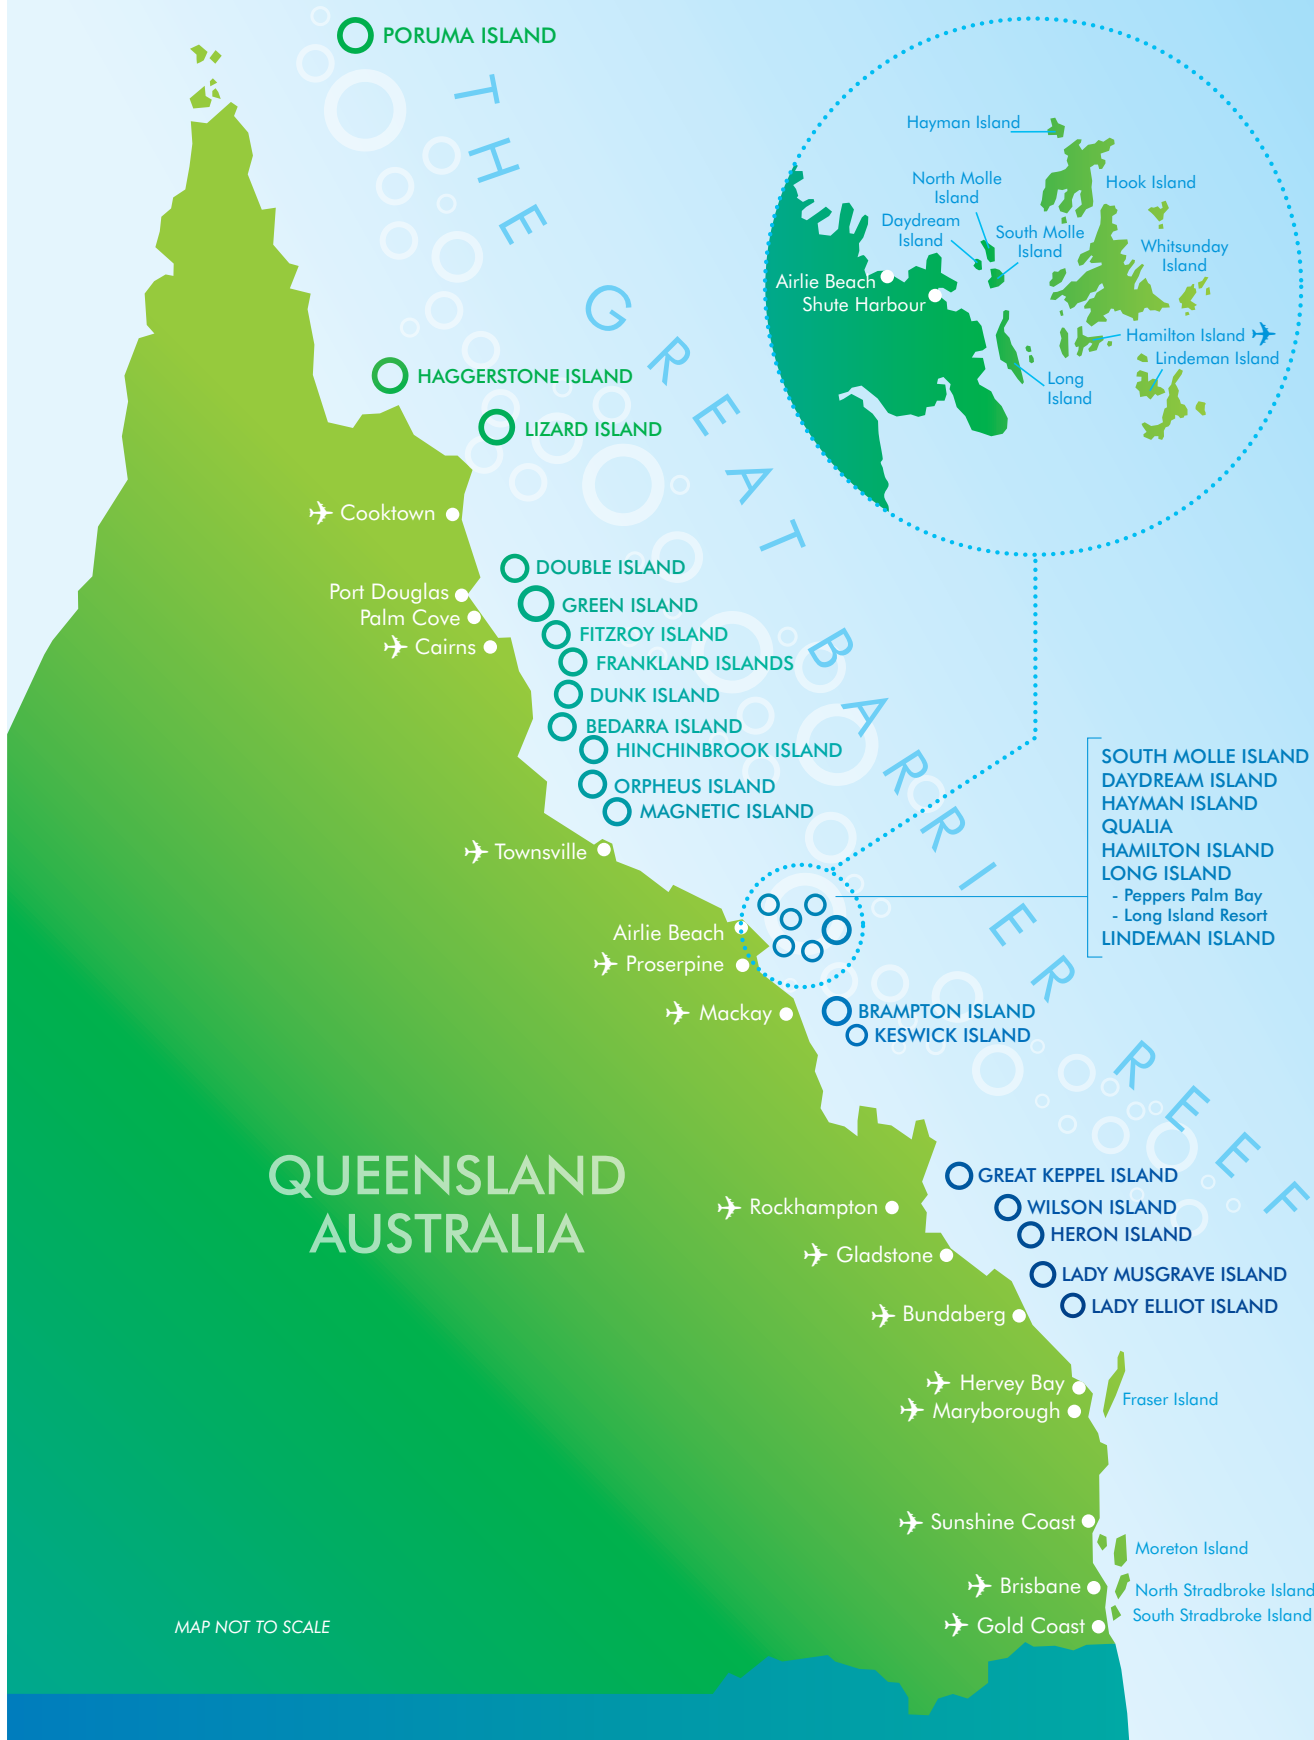 PORUMA ISLAND
THE GREAT BARRIER REEF
Hayman Island
North Molle
Island
Hook Island
Daydream
Island
South Molle
Island
Whitsunday
Island
Airlie Beach
Shute Harbour
Hamilton Island
Lindeman Island
Long
Island
HAGGERSTONE ISLAND
LIZARD ISLAND
Cooktown
DOUBLE ISLAND
Port Douglas
GREEN ISLAND
Palm Cove
FITZROY ISLAND
Cairns
FRANKLAND ISLANDS
DUNK ISLAND
BEDARRA ISLAND
HINCHINBROOK ISLAND
ORPHEUS ISLAND
MAGNETIC ISLAND
Townsville
SOUTH MOLLE ISLAND
DAYDREAM ISLAND
HAYMAN ISLAND
QUALIA
HAMILTON ISLAND
LONG ISLAND
- Peppers Palm Bay
- Long Island Resort
LINDEMAN ISLAND
Airlie Beach
Proserpine
Mackay
BRAMPTON ISLAND
KESWICK ISLAND
QUEENSLAND
AUSTRALIA
GREAT KEPPEL ISLAND
Rockhampton
WILSON ISLAND
HERON ISLAND
Gladstone
LADY MUSGRAVE ISLAND
LADY ELLIOT ISLAND
Bundaberg
Hervey Bay
Maryborough
Fraser Island
Sunshine Coast
Moreton Island
Brisbane
North Stradbroke Island
South Stradbroke Island
Gold Coast
MAP NOT TO SCALE